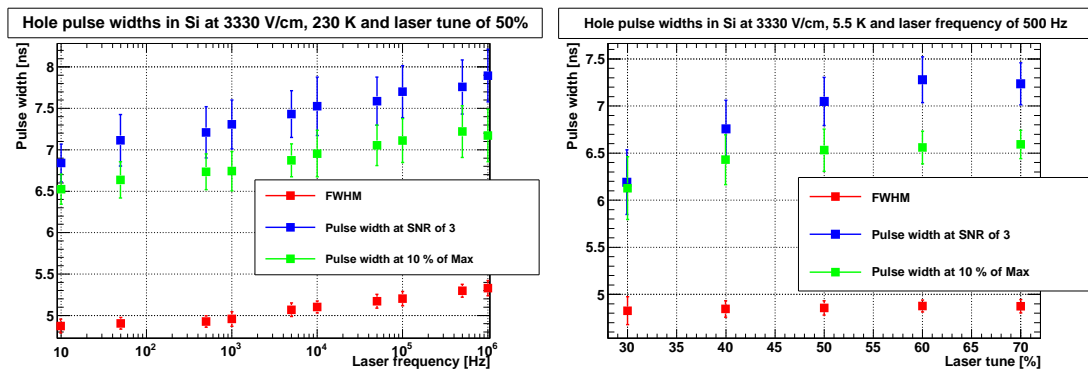 Hole pulse widths in Si at 3330 V/cm, 230 K and laser tune of 50%
Pulse width [ns]
8
7.5
7
6.5
6
5.5
5
FWHM
Pulse width at SNR of 3
Pulse width at 10 % of Max
10 10² 10³ 10⁴ 10⁵ 10⁶
Laser frequency [Hz]
Hole pulse widths in Si at 3330 V/cm, 5.5 K and laser frequency of 500 Hz
Pulse width [ns]
7.5
7
6.5
6
5.5
5
FWHM
Pulse width at SNR of 3
Pulse width at 10 % of Max
30 35 40 45 50 55 60 65 70
Laser tune [%]